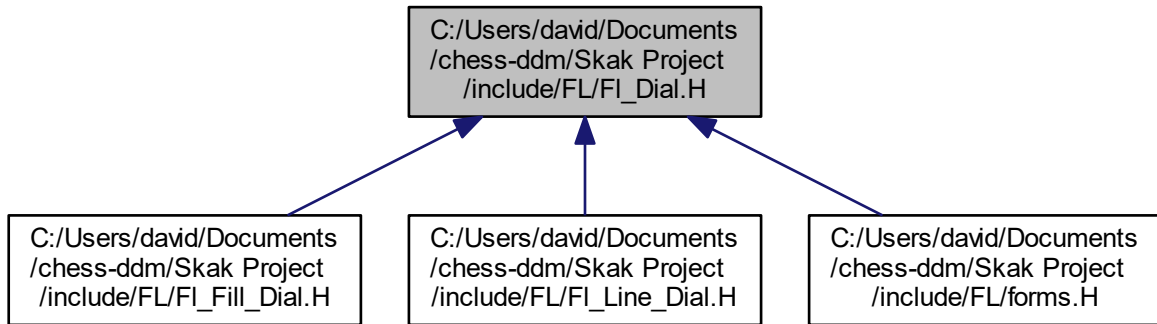 C:/Users/david/Documents
/chess-ddm/Skak Project
/include/FL/Fl_Dial.H
C:/Users/david/Documents
/chess-ddm/Skak Project
/include/FL/Fl_Fill_Dial.H
C:/Users/david/Documents
/chess-ddm/Skak Project
/include/FL/Fl_Line_Dial.H
C:/Users/david/Documents
/chess-ddm/Skak Project
/include/FL/forms.H